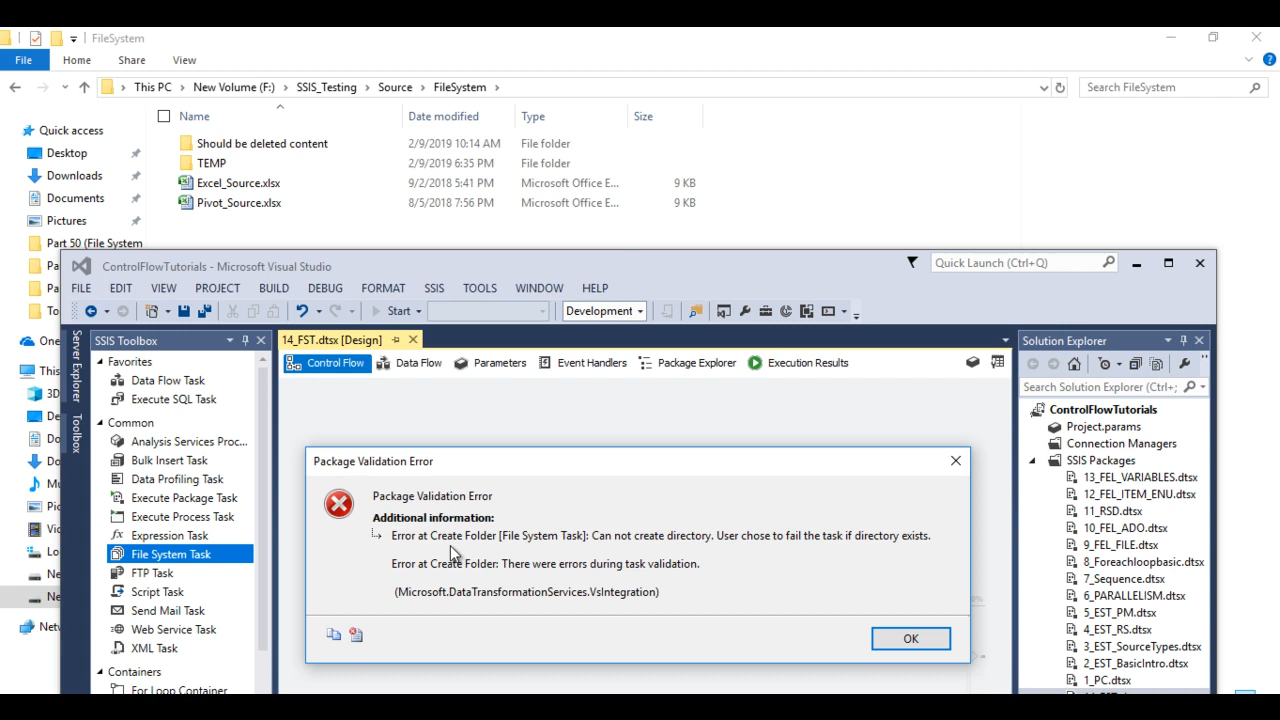 FileSystem
File Home Share View
This PC New Volume (F:) SSIS_Testing Source FileSystem
Search FileSystem
Name Date modified Type Size
Quick access
Desktop
Downloads
Documents
Pictures
Part 50 (File System
Should be deleted content 2/9/2019 10:14 AM File folder
TEMP 2/9/2019 6:35 PM File folder
Excel_Source.xlsx 9/2/2018 5:41 PM Microsoft Office E... 9 KB
Pivot_Source.xlsx 8/5/2018 7:56 PM Microsoft Office E... 9 KB
ControlFlowTutorials - Microsoft Visual Studio
Quick Launch (Ctrl+Q)
FILE EDIT VIEW PROJECT BUILD DEBUG FORMAT SSIS TOOLS WINDOW HELP
Start Development
Server Explorer
Toolbox
SSIS Toolbox
Favorites
Data Flow Task
Execute SQL Task
Common
Analysis Services Proc...
Bulk Insert Task
Data Profiling Task
Execute Package Task
Execute Process Task
Expression Task
File System Task
FTP Task
Script Task
Send Mail Task
Web Service Task
XML Task
Containers
For Loop Container
14_FST.dtsx [Design]
Control Flow Data Flow Parameters Event Handlers Package Explorer Execution Results
Package Validation Error
Package Validation Error
Additional information:
Error at Create Folder [File System Task]: Can not create directory. User chose to fail the task if directory exists.
Error at Create Folder: There were errors during task validation.
(Microsoft.DataTransformationServices.VsIntegration)
OK
Solution Explorer
Search Solution Explorer (Ctrl+;
ControlFlowTutorials
Project.params
Connection Managers
SSIS Packages
13_FEL_VARIABLES.dtsx
12_FEL_ITEM_ENU.dtsx
11_RSD.dtsx
10_FEL_ADO.dtsx
9_FEL_FILE.dtsx
8_Foreachloopbasic.dtsx
7_Sequence.dtsx
6_PARALLELISM.dtsx
5_EST_PM.dtsx
4_EST_RS.dtsx
3_EST_SourceTypes.dtsx
2_EST_BasicIntro.dtsx
1_PC.dtsx